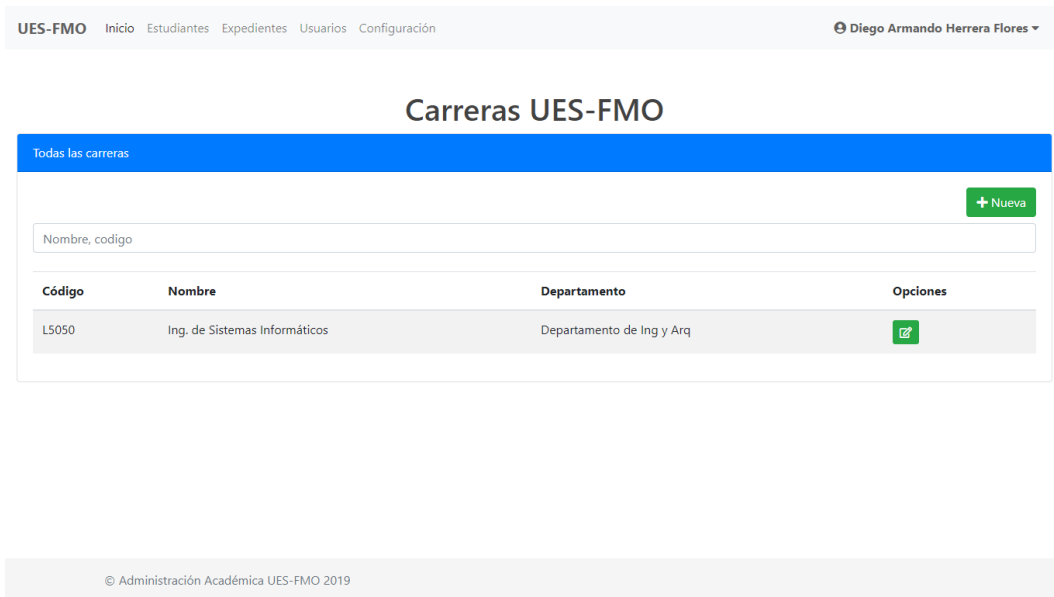 UES-FMO Inicio Estudiantes Expedientes Usuarios Configuración Diego Armando Herrera Flores
Carreras UES-FMO
Todas las carreras
Nueva
Nombre, codigo
Código Nombre Departamento Opciones
L5050 Ing. de Sistemas Informáticos Departamento de Ing y Arq
© Administración Académica UES-FMO 2019